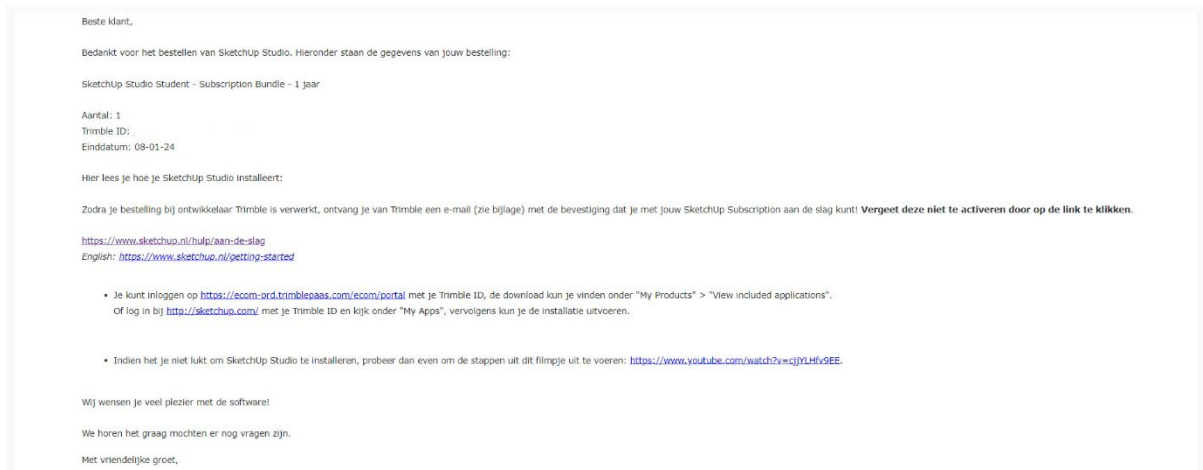 Beste klant,
Bedankt voor het bestellen van SketchUp Studio. Hieronder staan de gegevens van jouw bestelling:
SketchUp Studio Student - Subscription Bundle - 1 jaar
Aantal: 1
Trimble ID:
Einddatum: 08-01-24
Hier lees je hoe je SketchUp Studio installeert:
Zodra je bestelling bij ontwikkelaar Trimble is verwerkt, ontvang je van Trimble een e-mail (zie bijlage) met de bevestiging dat je met jouw SketchUp Subscription aan de slag kunt! Vergeet deze niet te activeren door op de link te klikken.
https://www.sketchup.nl/hulp/aan-de-slag
English: https://www.sketchup.nl/getting-started
• Je kunt inloggen op https://ecom-prd.trimblepaas.com/ecom/portal met je Trimble ID, de download kun je vinden onder "My Products" > "View included applications".
Of log in bij http://sketchup.com/ met je Trimble ID en kijk onder "My Apps", vervolgens kun je de installatie uitvoeren.
• Indien het je niet lukt om SketchUp Studio te installeren, probeer dan even om de stappen uit dit filmpje uit te voeren: https://www.youtube.com/watch?v=cjjYLHfv9EE.
Wij wensen je veel plezier met de software!
We horen het graag mochten er nog vragen zijn.
Met vriendelijke groet,